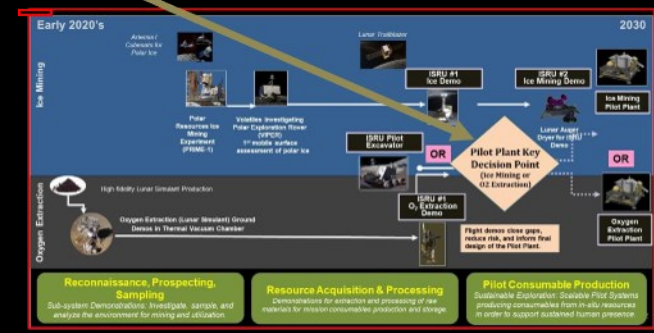 Early 2020's
2030
Artemis I
Cubesats for
Polar Ice
Lunar Trailblazer
Ice Mining
ISRU #1
Ice Demo
ISRU #2
Ice Mining Demo
Ice Mining
Pilot Plant
Polar
Resources Ice
Mining
Experiment
(PRIME-1)
Volatiles Investigating
Polar Exploration Rover
(VIPER)
1st mobile surface
assessment of polar ice
Lunar Auger
Dryer for ISRU
Demo
ISRU Pilot
Excavator
OR
Pilot Plant Key
Decision Point
(Ice Mining or
O2 Extraction)
OR
Oxygen Extraction
High fidelity Lunar Simulant Production
ISRU #1
O2 Extraction
Demo
Oxygen Extraction (Lunar Simulant) Ground
Demos in Thermal Vacuum Chamber
Flight demos close gaps,
reduce risk, and inform final
design of the Pilot Plant.
Oxygen
Extraction
Pilot Plant
Reconnaissance, Prospecting,
Sampling
Sub-system Demonstrations: Investigate, sample, and
analyze the environment for mining and utilization.
Resource Acquisition & Processing
Demonstrations for extraction and processing of raw
materials for mission consumables production and storage.
Pilot Consumable Production
Sustainable Exploration: Scalable Pilot Systems
producing consumables from in-situ resources
in order to support sustained human presence.